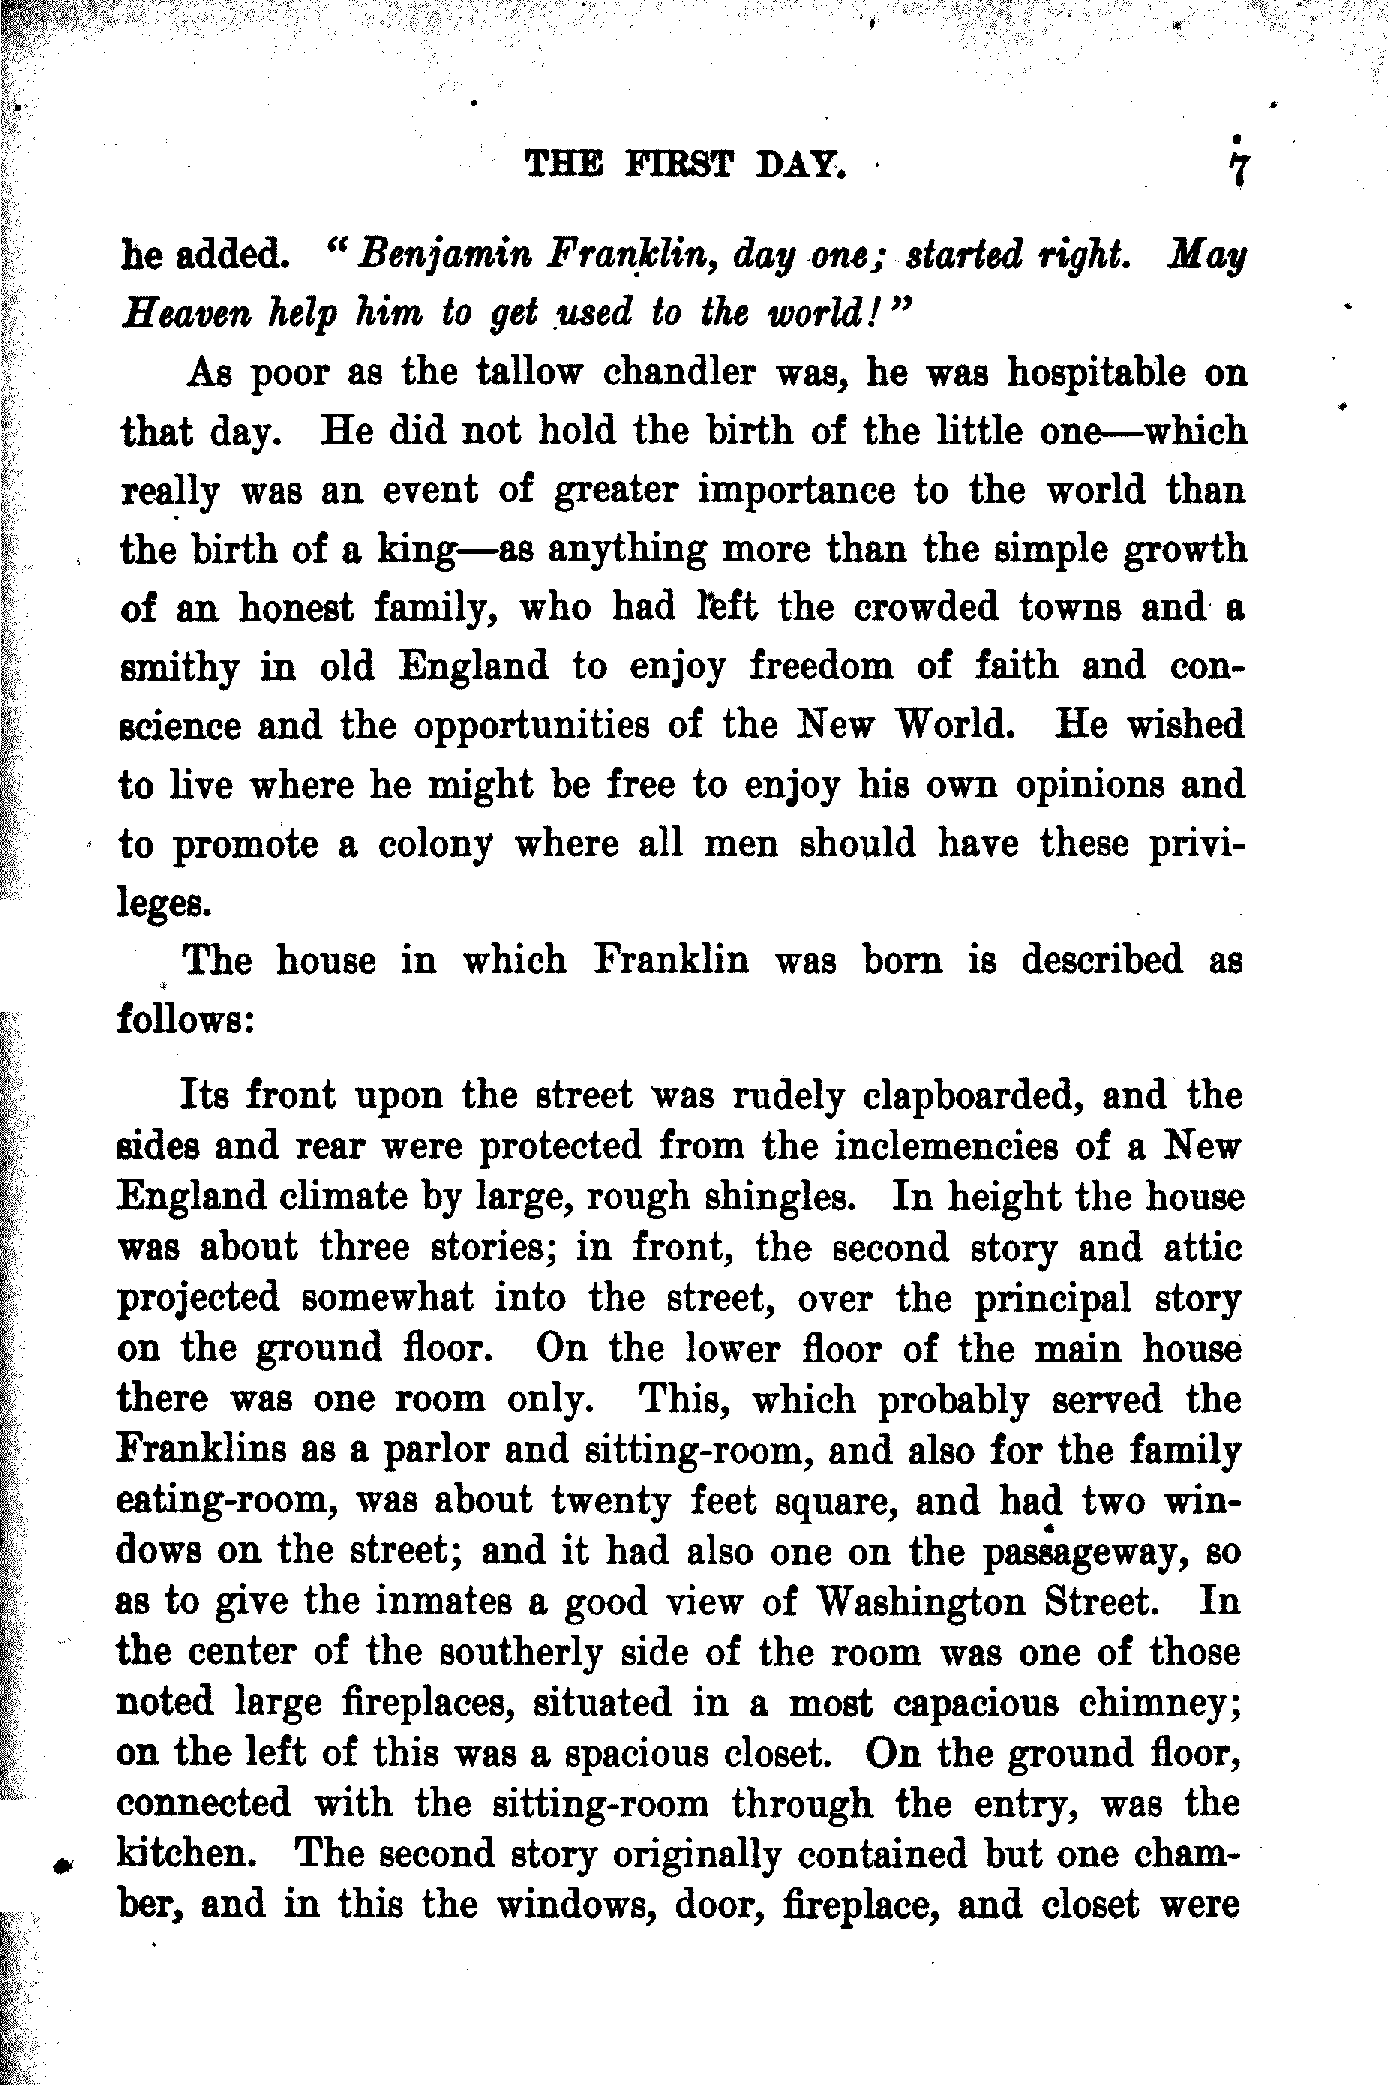 THE FIRST DAY. 7
he added. "Benjamin Franklin, day one; started right. May
Heaven help him to get used to the world!"
As poor as the tallow chandler was, he was hospitable on
that day. He did not hold the birth of the little one—which
really was an event of greater importance to the world than
the birth of a king—as anything more than the simple growth
of an honest family, who had left the crowded towns and a
smithy in old England to enjoy freedom of faith and con-
science and the opportunities of the New World. He wished
to live where he might be free to enjoy his own opinions and
to promote a colony where all men should have these privi-
leges.
The house in which Franklin was born is described as
follows:
Its front upon the street was rudely clapboarded, and the
sides and rear were protected from the inclemencies of a New
England climate by large, rough shingles. In height the house
was about three stories; in front, the second story and attic
projected somewhat into the street, over the principal story
on the ground floor. On the lower floor of the main house
there was one room only. This, which probably served the
Franklins as a parlor and sitting-room, and also for the family
eating-room, was about twenty feet square, and had two win-
dows on the street; and it had also one on the passageway, so
as to give the inmates a good view of Washington Street. In
the center of the southerly side of the room was one of those
noted large fireplaces, situated in a most capacious chimney;
on the left of this was a spacious closet. On the ground floor,
connected with the sitting-room through the entry, was the
kitchen. The second story originally contained but one cham-
ber, and in this the windows, door, fireplace, and closet were